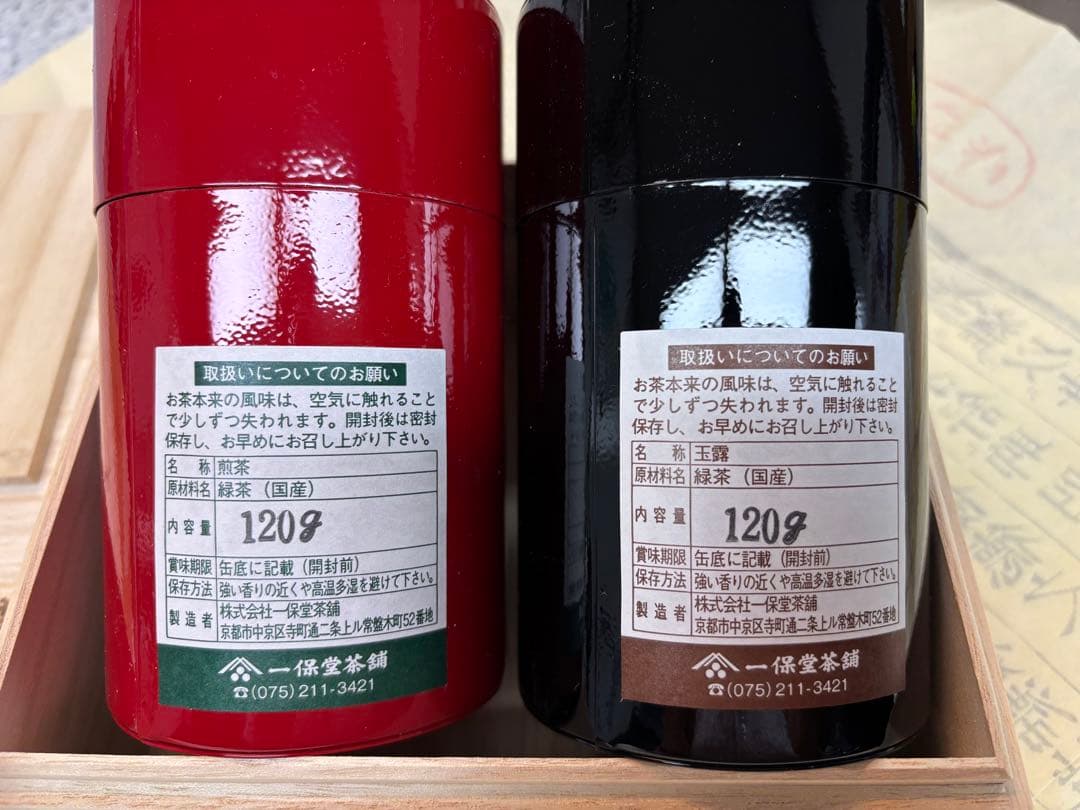 取扱いについてのお願い
お茶本来の風味は、空気に触れること
で少しずつ失われます。開封後は密封
保存し、お早めにお召し上がり下さい。
名 称 煎茶
原材料名 緑茶（国産）
内容量 120g
賞味期限 缶底に記載（開封前）
保存方法 強い香りの近くや高温多湿を避けて下さい。
製造者 株式会社一保堂茶舗
京都市中京区寺町通二条上ル常盤木町52番地
一保堂茶舗
☎(075)211-3421
取扱いについてのお願い
お茶本来の風味は、空気に触れること
で少しずつ失われます。開封後は密封
保存し、お早めにお召し上がり下さい。
名 称 玉露
原材料名 緑茶（国産）
内容量 120g
賞味期限 缶底に記載（開封前）
保存方法 強い香りの近くや高温多湿を避けて下さい。
製造者 株式会社一保堂茶舗
京都市中京区寺町通二条上ル常盤木町52番地
一保堂茶舗
☎(075)211-3421